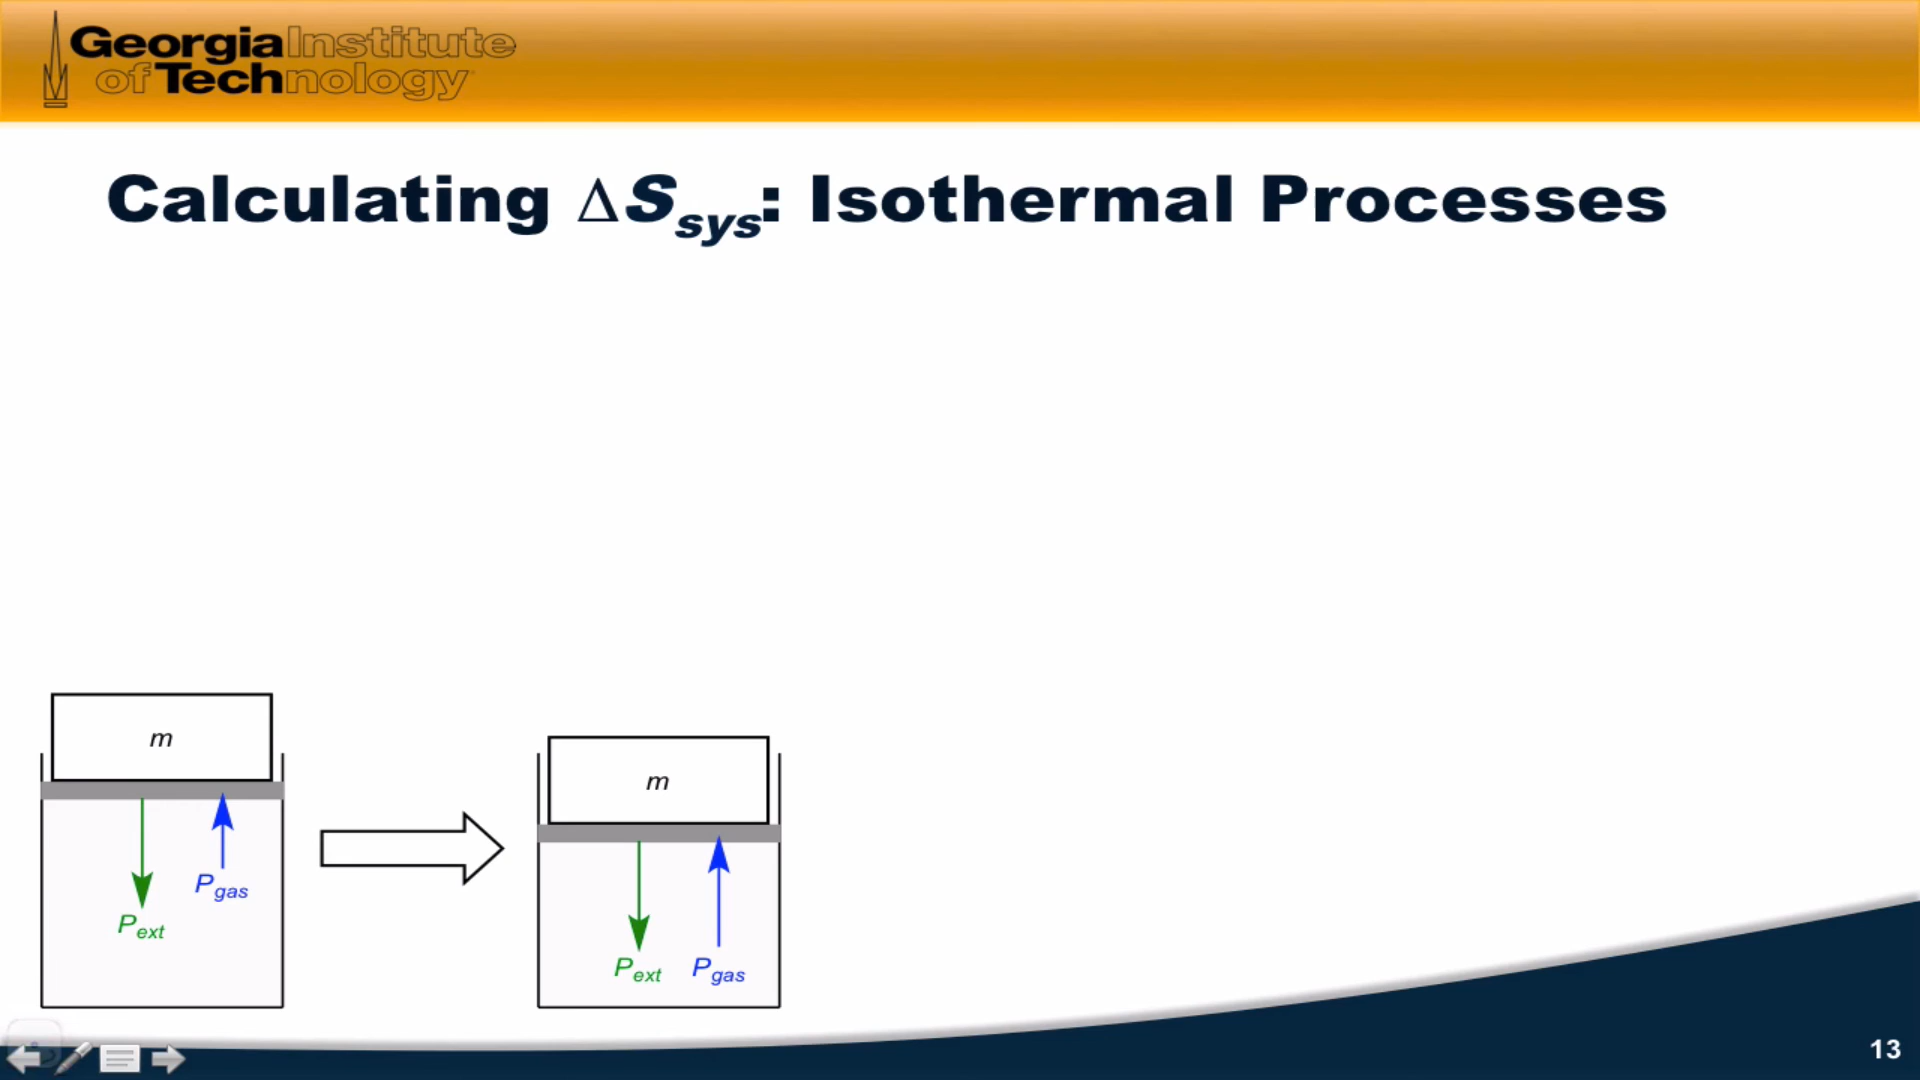 Georgia Institute
of Technology
Calculating ΔSsys: Isothermal Processes
m
Pgas
Pext
m
Pext Pgas
13